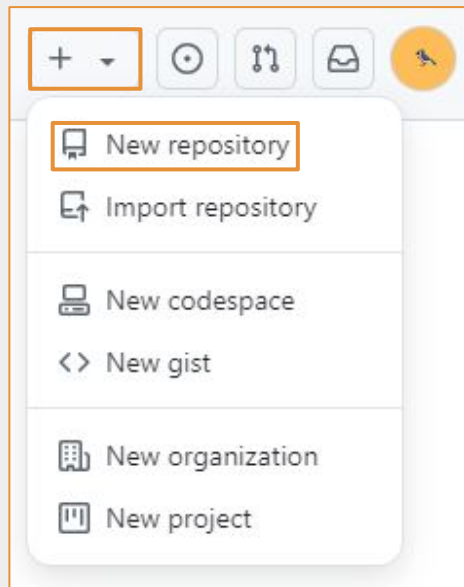 New repository
Import repository
New codespace
New gist
New organization
New project